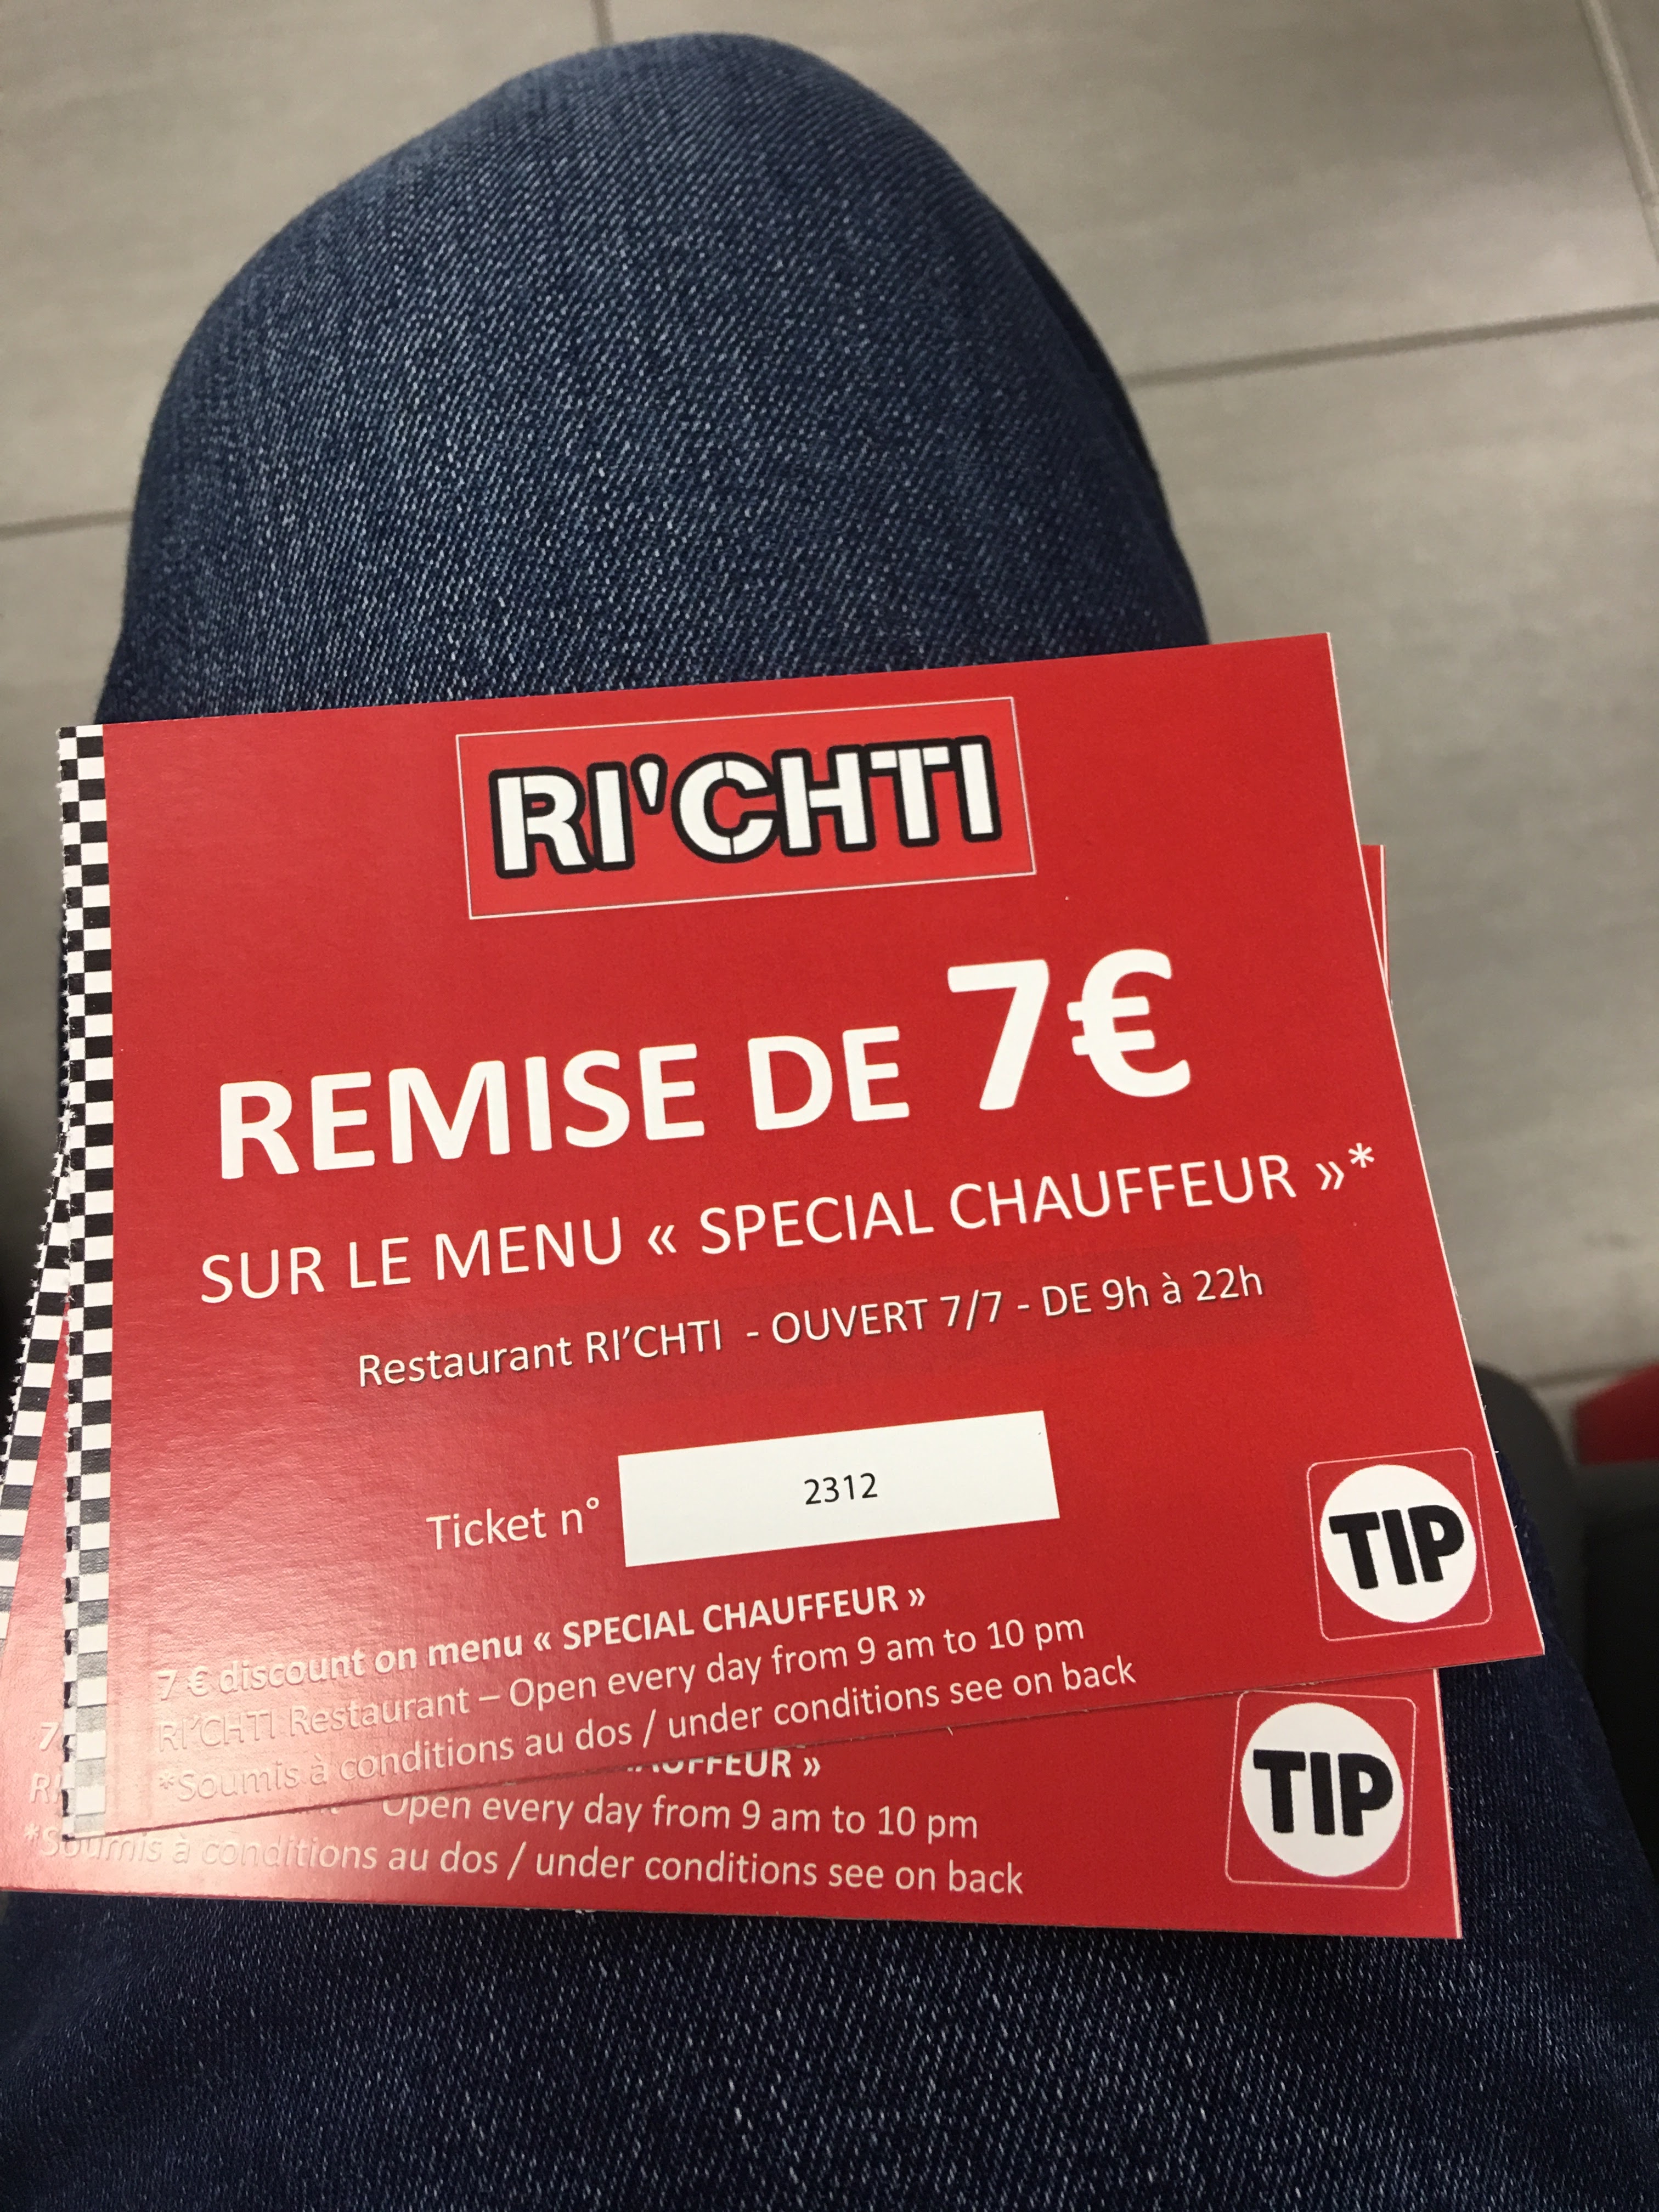 RI'CHTI
REMISE DE 7€
SUR LE MENU « SPECIAL CHAUFFEUR »*
Restaurant RI’CHTI - OUVERT 7/7 - DE 9h à 22h
Ticket n° 2312
TIP
7 € discount on menu « SPECIAL CHAUFFEUR »
RI’CHTI Restaurant – Open every day from 9 am to 10 pm
*Soumis à conditions au dos / under conditions see on back
7
»
Open every day from 9 am to 10 pm
*Soumis à conditions au dos / under conditions see on back
TIP